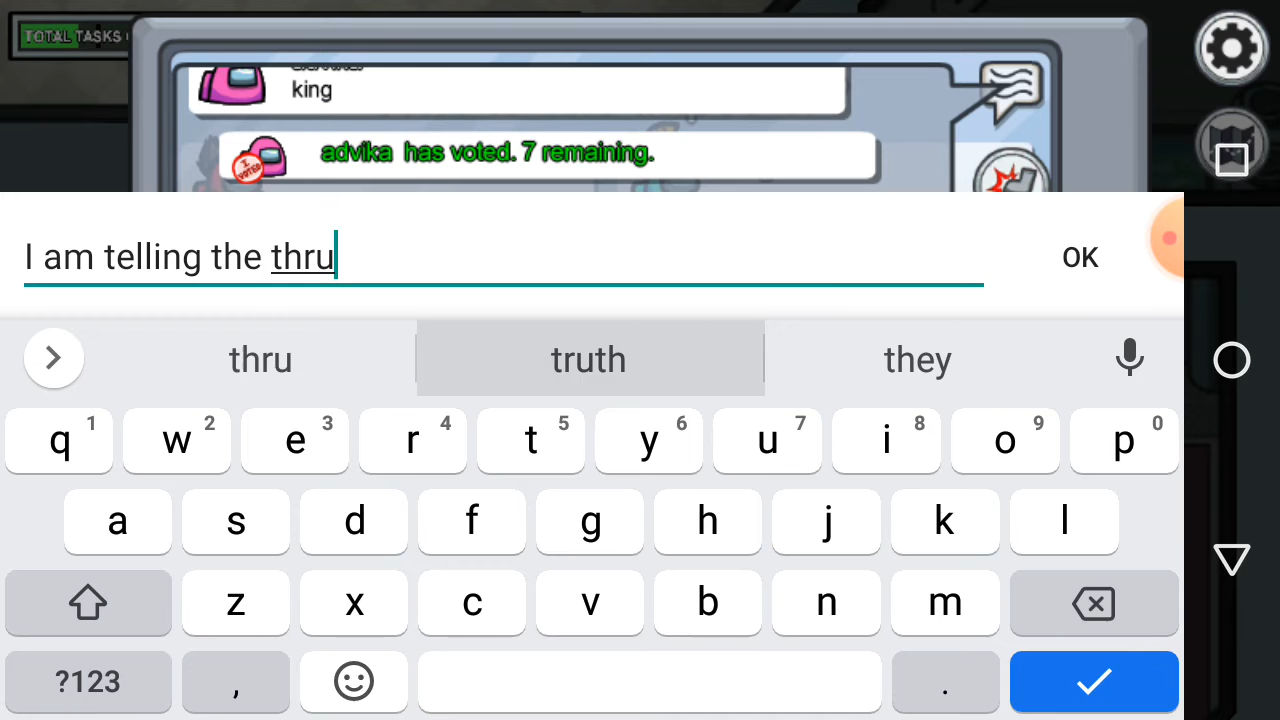 TOTAL TASKS
king
advika has voted. 7 remaining.
I VOTED
I am telling the thru
OK
thru truth they
q 1 w 2 e 3 r 4 t 5 y 6 u 7 i 8 o 9 p 0
a s d f g h j k l
z x c v b n m
?123 , .